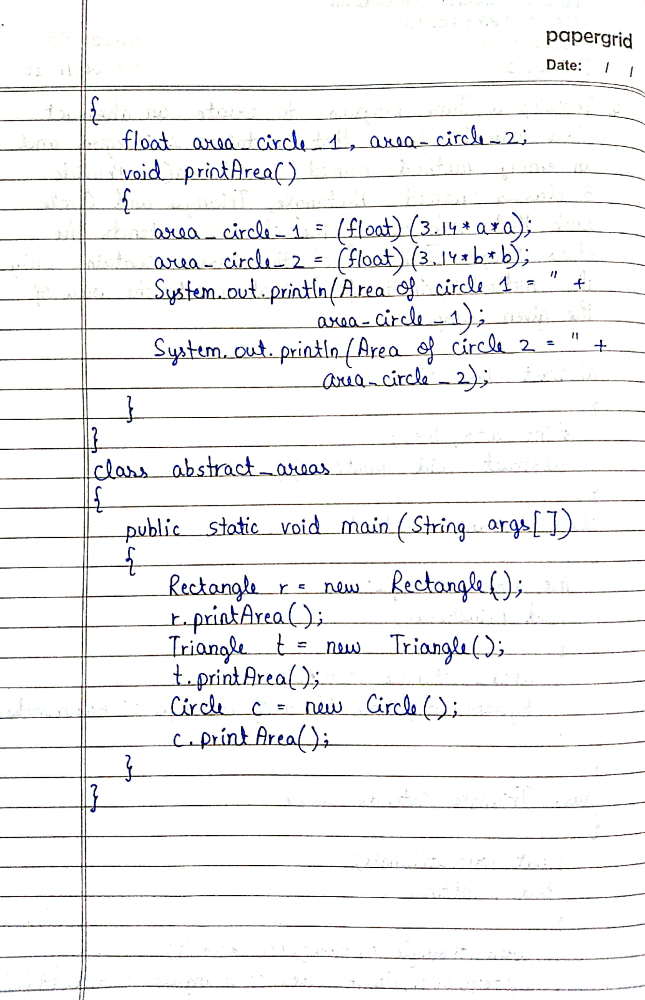 papergrid
Date: / /
{
float area_circle_1, area_circle_2;
void printArea()
{
area_circle_1 = (float)(3.14*a*a);
area_circle_2 = (float)(3.14*b*b);
System.out.println(Area of circle 1 = " +
area_circle_1);
System.out.println(Area of circle 2 = " +
area_circle_2);
}
}
class abstract_areas
{
public static void main(String args[])
{
Rectangle r = new Rectangle();
r.printArea();
Triangle t = new Triangle();
t.printArea();
Circle c = new Circle();
c.printArea();
}
}